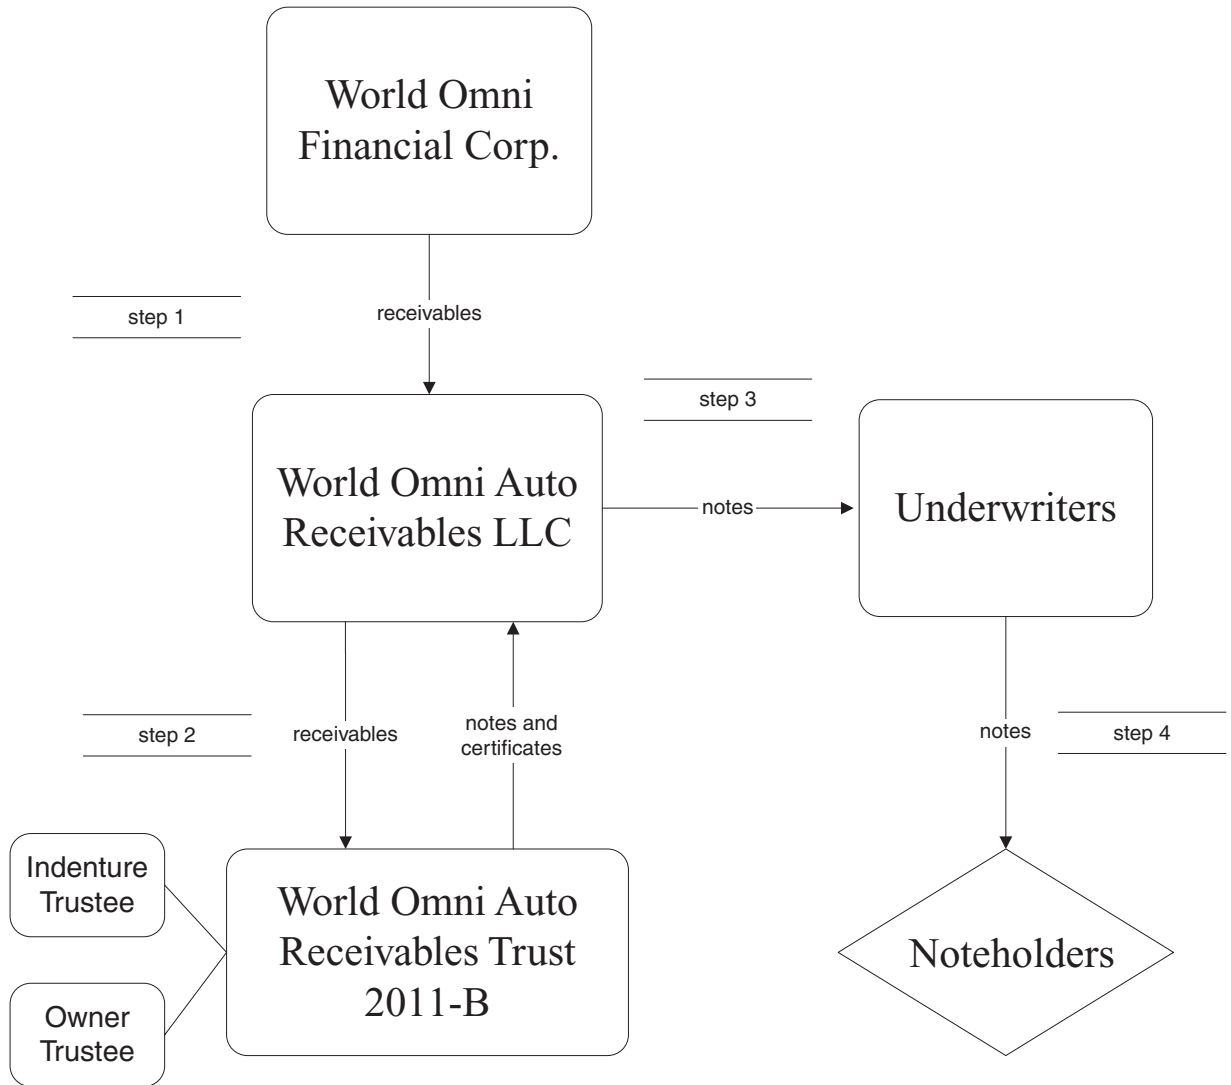 World Omni
Financial Corp.
step 1
receivables
step 3
World Omni Auto
Receivables LLC
notes
Underwriters
step 2
receivables
notes and
certificates
notes
step 4
Indenture
Trustee
Owner
Trustee
World Omni Auto
Receivables Trust
2011-B
Noteholders